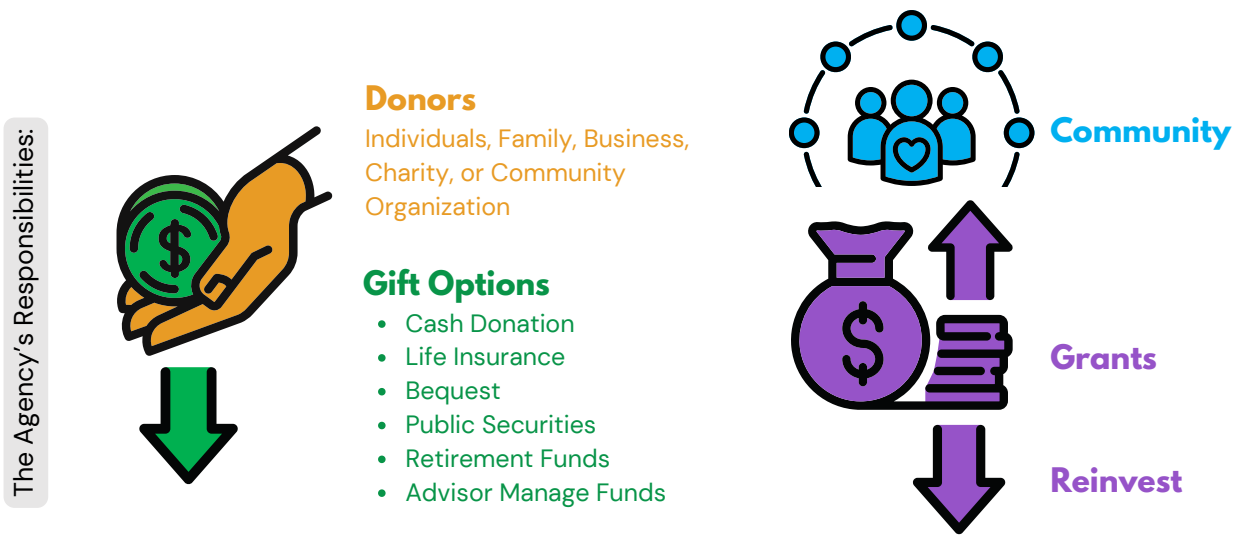 The Agency's Responsibilities:
Donors
Individuals, Family, Business,
Charity, or Community
Organization
Gift Options
• Cash Donation
• Life Insurance
• Bequest
• Public Securities
• Retirement Funds
• Advisor Manage Funds
$
Community
$
Grants
Reinvest